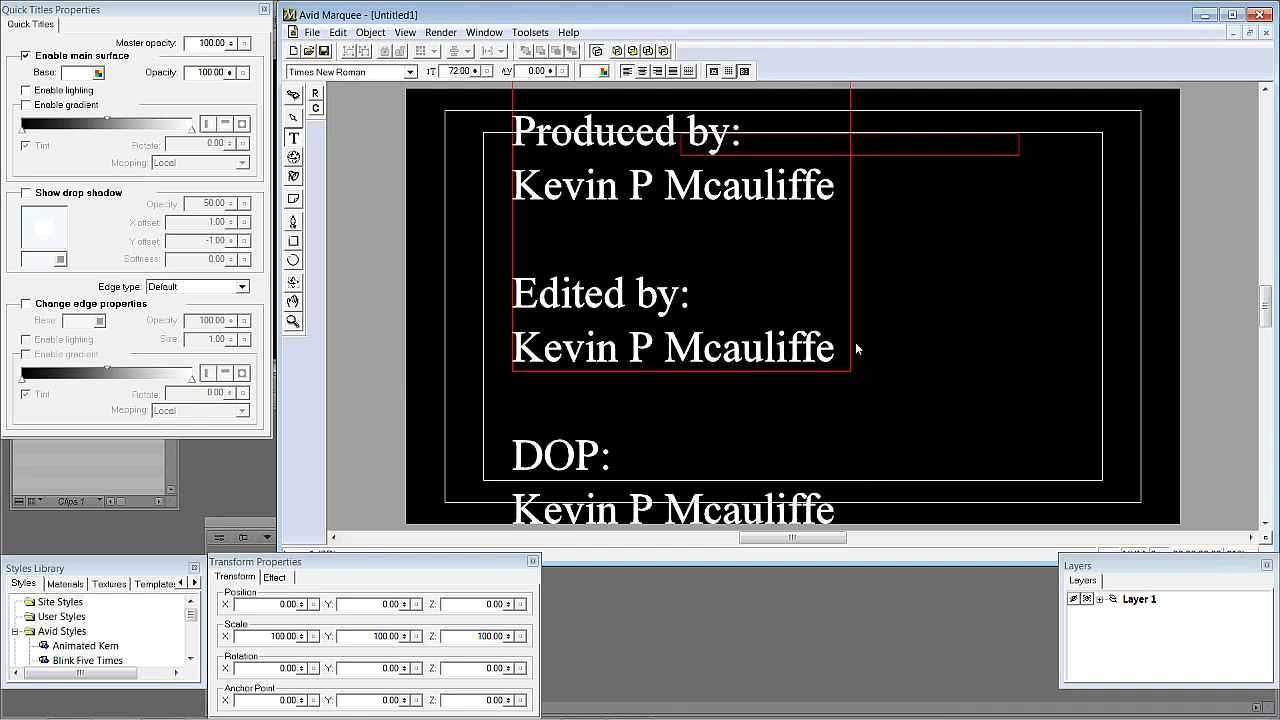 Quick Titles Properties
Quick Titles
Master opacity: 100.00
Enable main surface
Base: Opacity: 100.00
Enable lighting
Enable gradient
Tint Rotate: 0.00
Mapping: Local
Show drop shadow
Opacity: 50.00
X offset: 1.00
Y offset: -1.00
Softness: 0.00
Edge type: Default
Change edge properties
Base: Opacity: 100.00
Enable lighting Size: 1.00
Enable gradient
Tint Rotate: 0.00
Mapping: Local
Clips.1
Avid Marquee - [Untitled1]
File Edit Object View Render Window Toolsets Help
Times New Roman 72.00 0.00
R
C
T
Produced by:
Kevin P Mcauliffe
Edited by:
Kevin P Mcauliffe
DOP:
Kevin P Mcauliffe
Styles Library
Styles Materials Textures Template
Site Styles
User Styles
Avid Styles
Animated Kern
Blink Five Times
Transform Properties
Transform Effect
Position
X 0.00 Y: 0.00 Z: 0.00
Scale
X 100.00 Y: 100.00 Z: 100.00
Rotation
X 0.00 Y: 0.00 Z: 0.00
Anchor Point
X 0.00 Y: 0.00 Z: 0.00
Layers
Layers
Layer 1